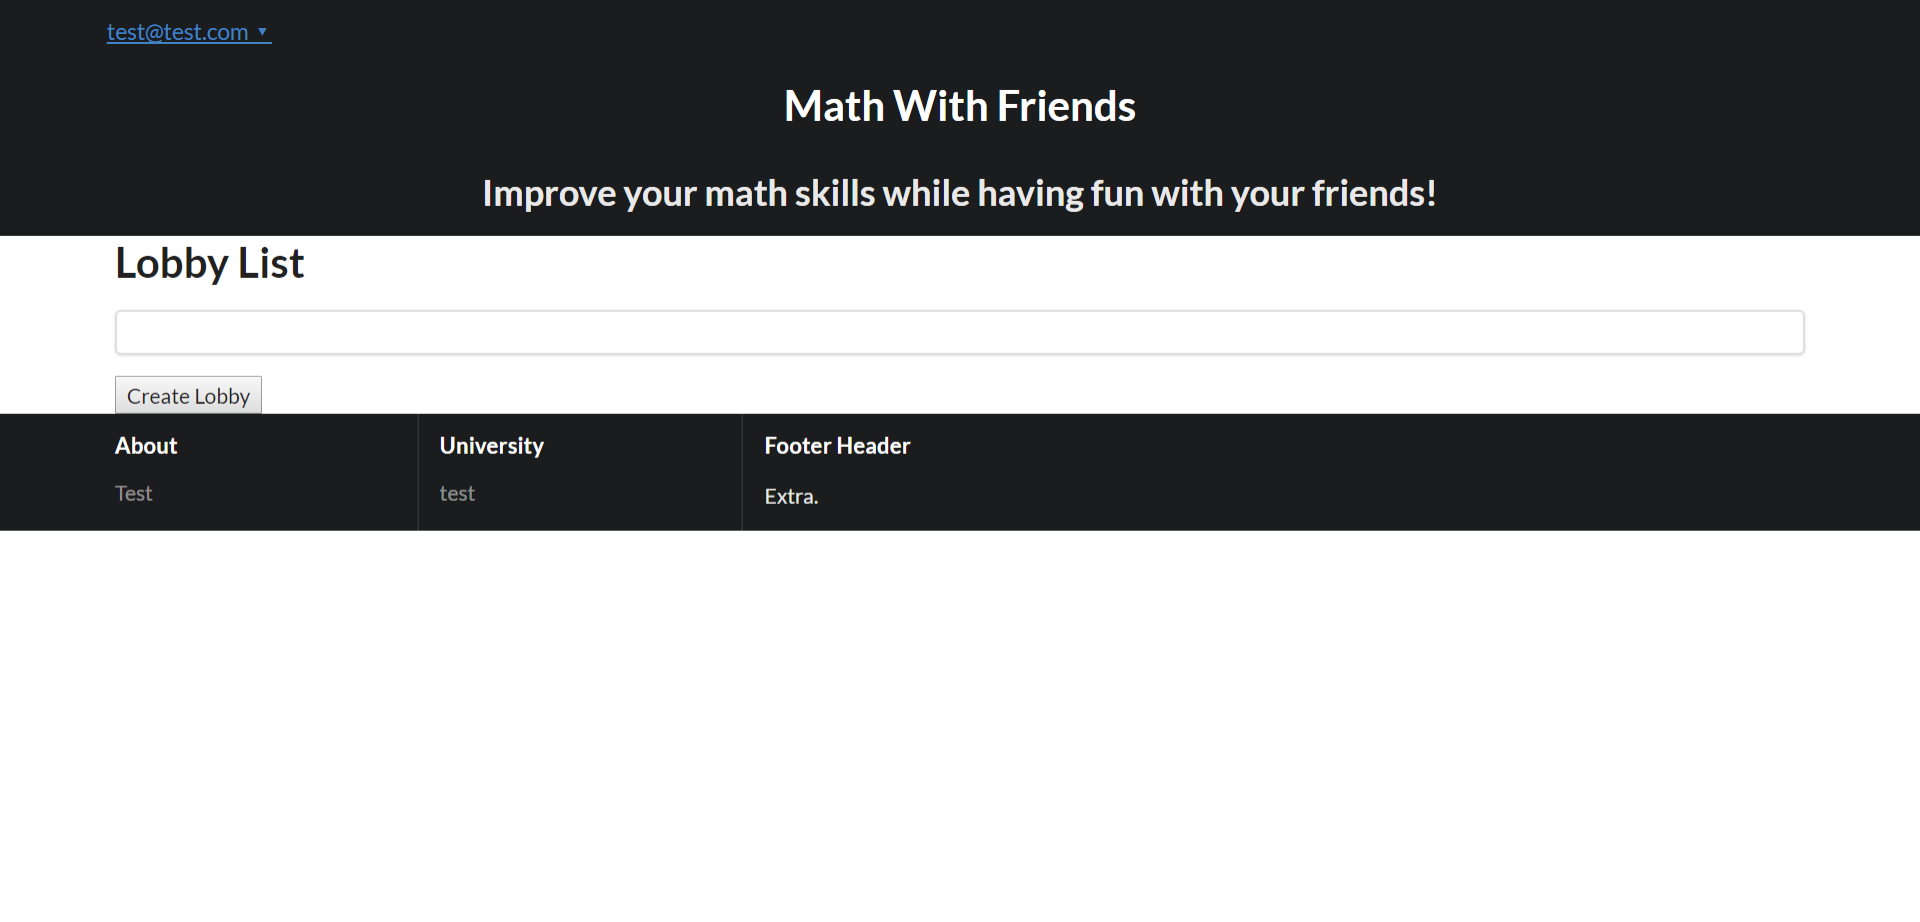 test@test.com ▼
Math With Friends
Improve your math skills while having fun with your friends!
Lobby List
Create Lobby
About
University
Footer Header
Test
test
Extra.